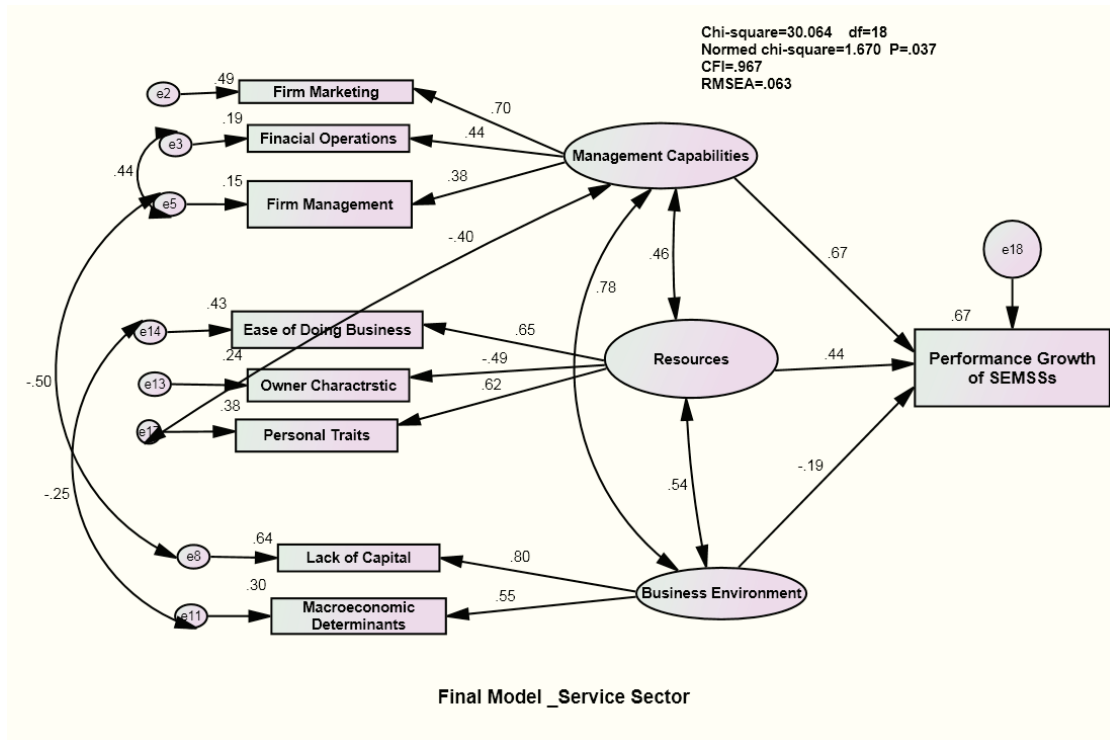 Chi-square=30.064 df=18
Normed chi-square=1.670 P=.037
CFI=.967
RMSEA=.063
e2
.49
Firm Marketing
.70
e3
.19
Finacial Operations
.44
Management Capabilities
.44
e5
.15
Firm Management
.38
-.40
.46
.67
e18
.78
.43
e14
Ease of Doing Business
.65
.67
Resources
.44
Performance Growth
of SEMSSs
.24
e13
Owner Charactrstic
-.49
.62
-.50
.38
Personal Traits
-.25
.54
-.19
e8
.64
Lack of Capital
.80
Business Environment
e11
.30
Macroeconomic
Determinants
.55
Final Model _Service Sector